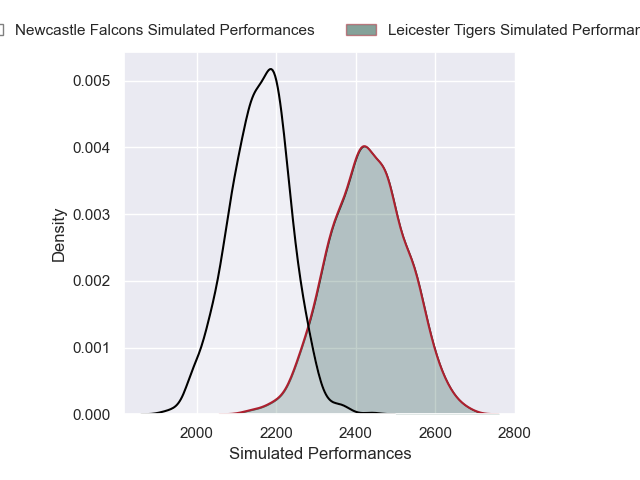 Newcastle Falcons Simulated Performances
Leicester Tigers Simulated Performan
0.005
0.004
0.003
0.002
0.001
0.000
Density
2000 2200 2400 2600 2800
Simulated Performances